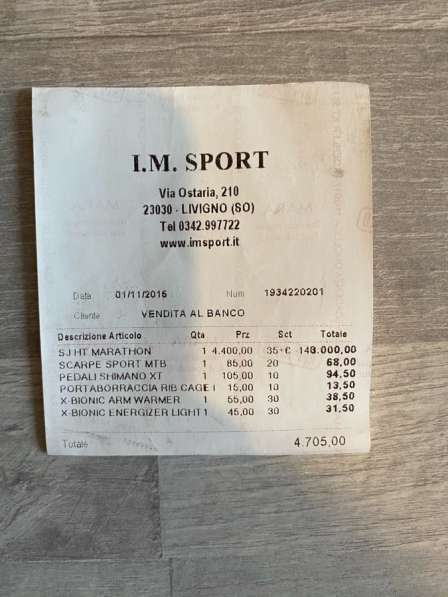 I.M. SPORT
Via Ostaria, 210
23030 - LIVIGNO (SO)
Tel 0342.997722
www.imsport.it
Data 01/11/2015 Num 1934220201
Cliente VENDITA AL BANCO
Descrizione Articolo Qta Prz Sct Totale
SJ HT MARATHON 1 4.400,00 35+€ 3.000,00
SCARPE SPORT MTB 1 85,00 20 68,00
PEDALI SHIMANO XT 1 105,00 10 94,50
PORTABORRACCIA RIB CAGE I 1 15,00 10 13,50
X-BIONIC ARM WARMER 1 55,00 30 38,50
X-BIONIC ENERGIZER LIGHT 1 45,00 30 31,50
Totale 4.705,00